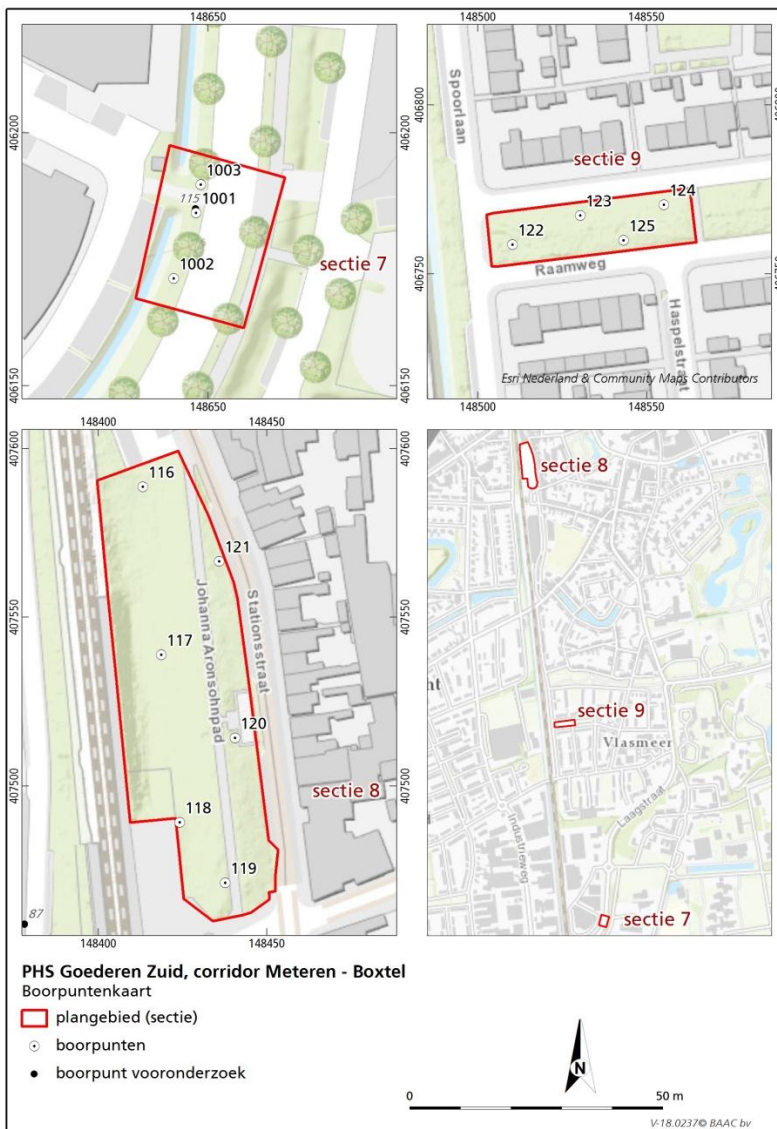 148650
148500
148550
406200
406200
1003
115
1001
1002
sectie 7
406150
406150
148650
Spoorlaan
406800
406800
sectie 9
123
124
122
125
Raamweg
406750
406750
Haspelstraat
Esri Nederland & Community Maps Contributors
148500
148550
148400
148450
407600
407600
116
121
407550
407550
117
Johanna Aronsohnpad
Stationsstraat
120
407500
407500
118
sectie 8
119
87
148400
148450
sectie 8
sectie 9
Vlasmeer
Laagstraat
Industrieweg
sectie 7
PHS Goederen Zuid, corridor Meteren - Boxtel
Boorpuntenkaart
plangebied (sectie)
boorpunten
boorpunt vooronderzoek
N
0
50 m
V-18.0237© BAAC bv